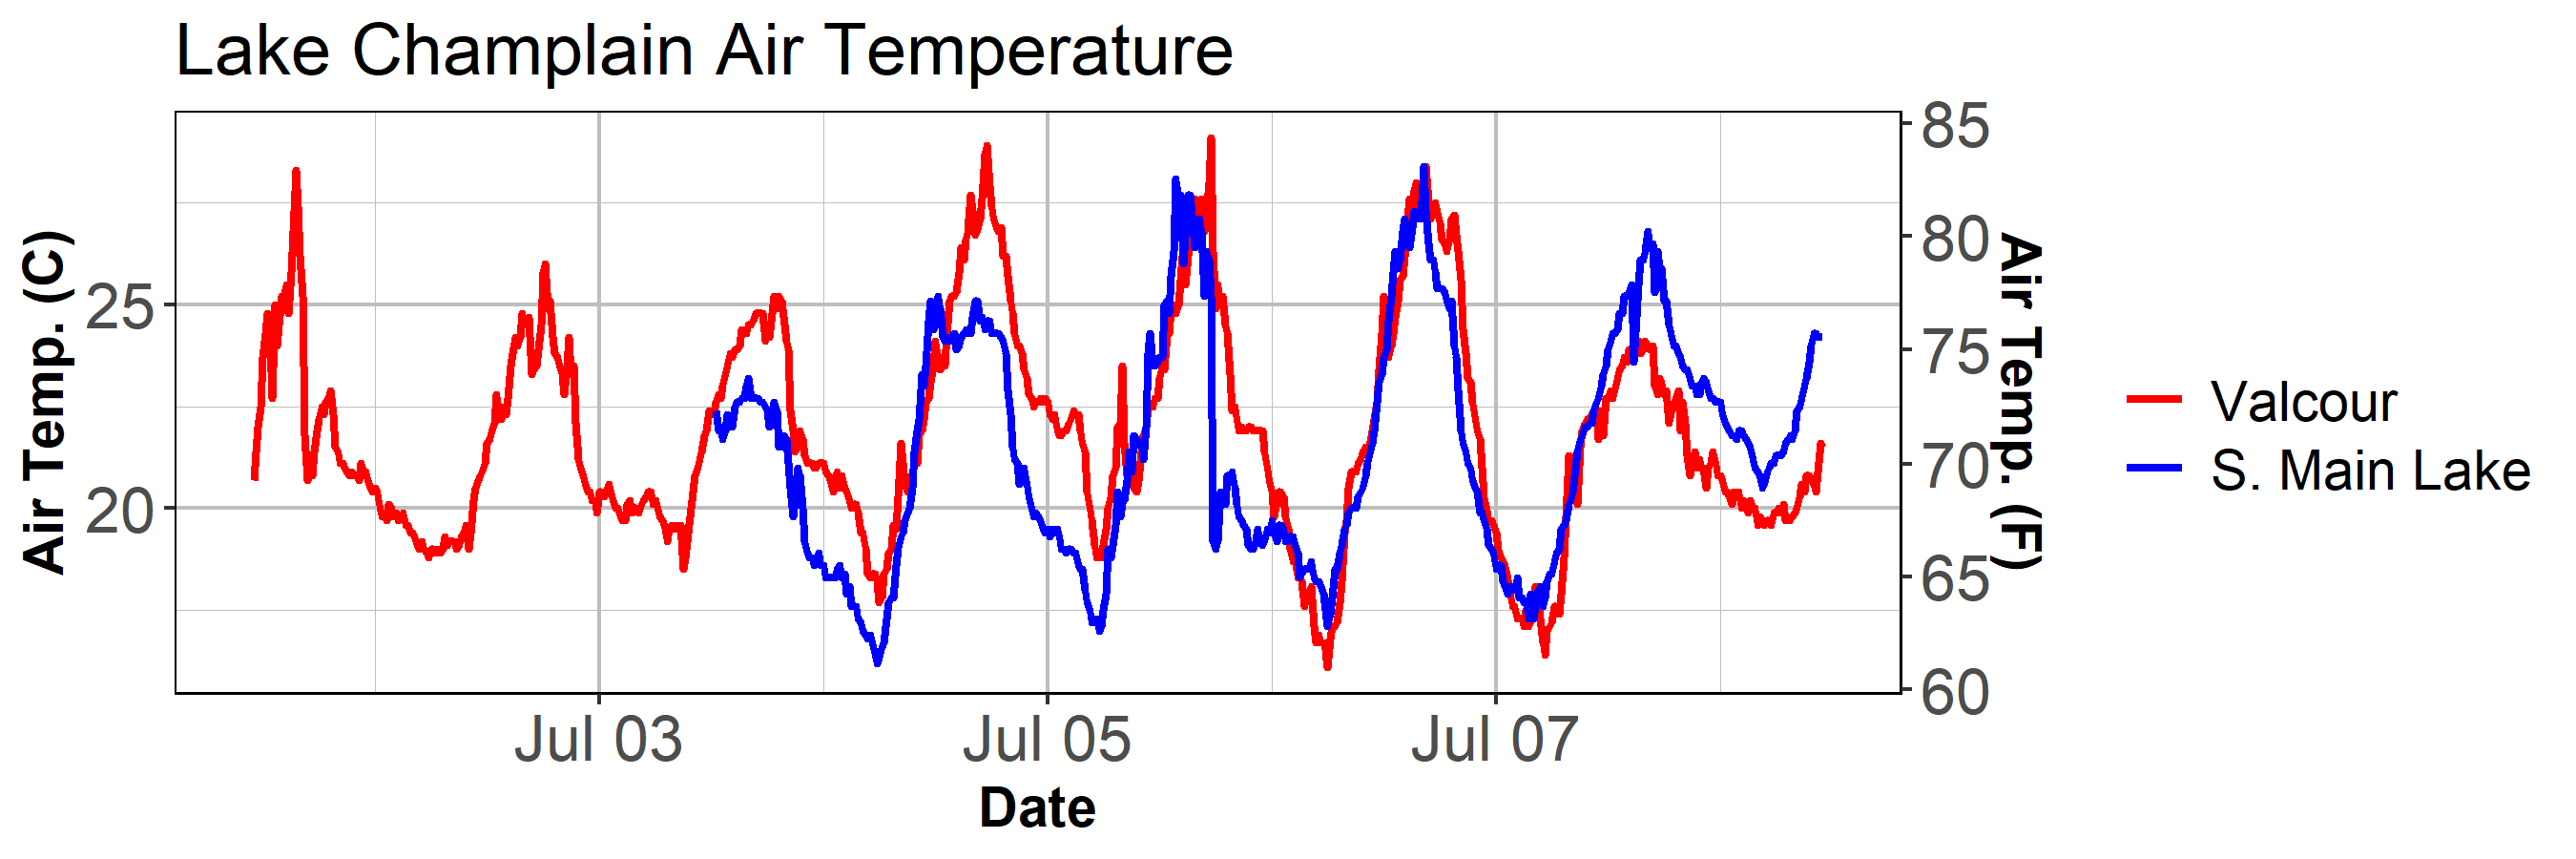 Lake Champlain Air Temperature
Air Temp. (C)
25
20
85
80
75
70
65
60
Air Temp. (F)
Jul 03
Jul 05
Jul 07
Date
Valcour
S. Main Lake